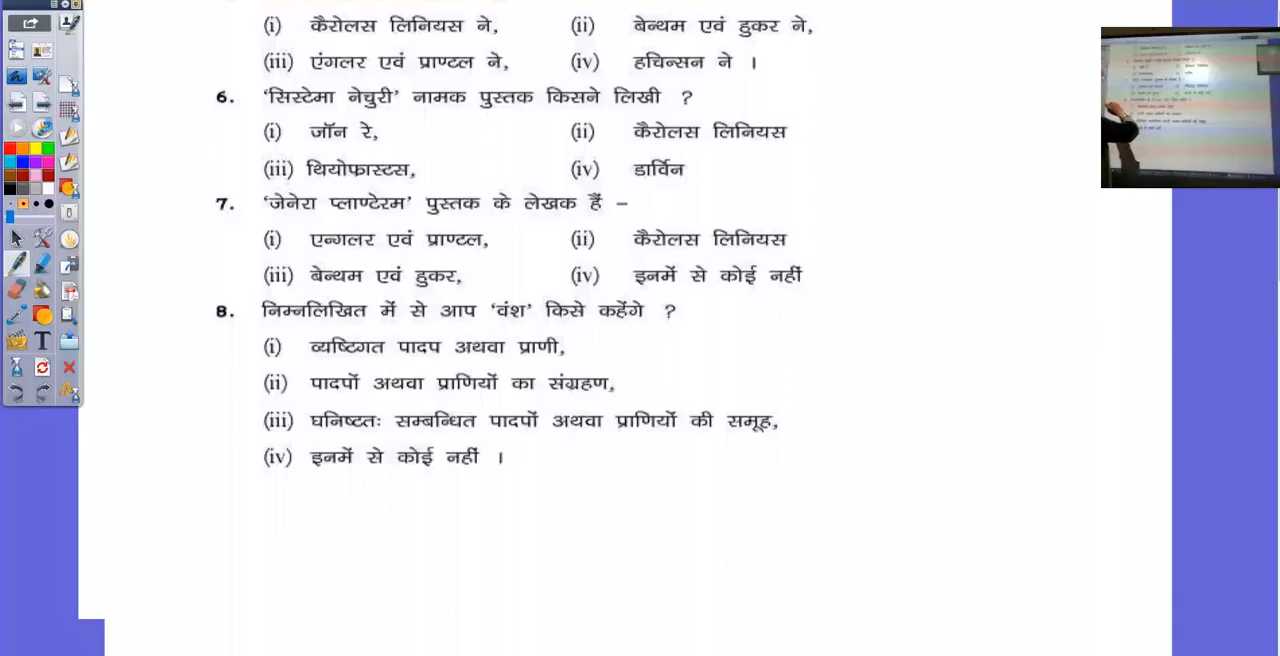 (i) कैरोलस लिनियस ने, (ii) बेन्थम एवं हुकर ने,
(iii) एंगलर एवं प्राण्टल ने, (iv) हचिन्सन ने ।
6. ‘सिस्टेमा नेचुरी’ नामक पुस्तक किसने लिखी ?
(i) जॉन रे, (ii) कैरोलस लिनियस
(iii) थियोफ्रास्टस, (iv) डार्विन
7. ‘जेनेरा प्लाण्टेरम’ पुस्तक के लेखक हैं –
(i) एन्गलर एवं प्राण्टल, (ii) कैरोलस लिनियस
(iii) बेन्थम एवं हुकर, (iv) इनमें से कोई नहीं
8. निम्नलिखित में से आप ‘वंश’ किसे कहेंगे ?
(i) व्यष्टिगत पादप अथवा प्राणी,
(ii) पादपों अथवा प्राणियों का संग्रहण,
(iii) घनिष्टतः सम्बन्धित पादपों अथवा प्राणियों की समूह,
(iv) इनमें से कोई नहीं ।